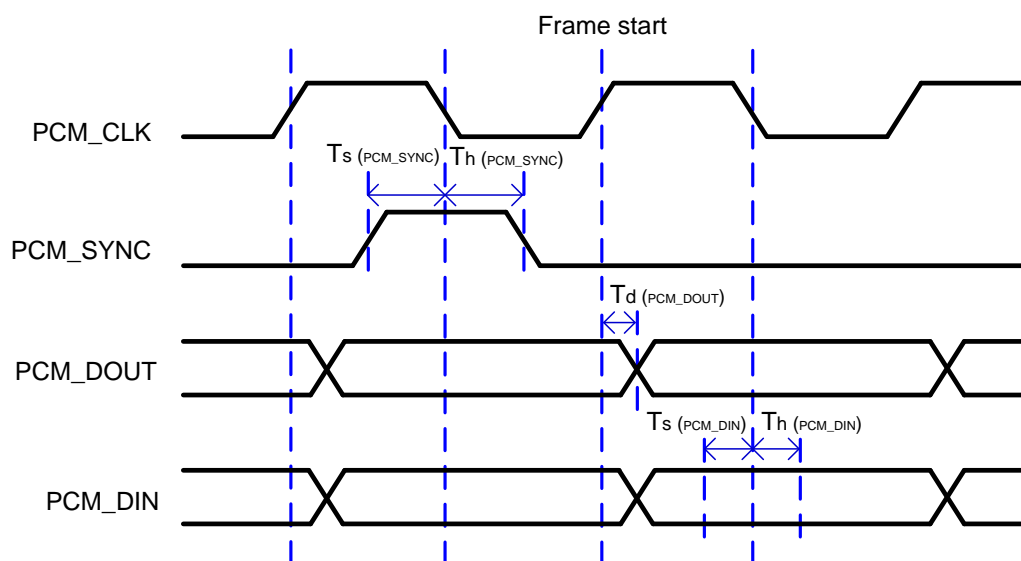 Frame start
PCM_CLK
Ts (PCM_SYNC) Th (PCM_SYNC)
PCM_SYNC
Td (PCM_DOUT)
PCM_DOUT
Ts (PCM_DIN) Th (PCM_DIN)
PCM_DIN